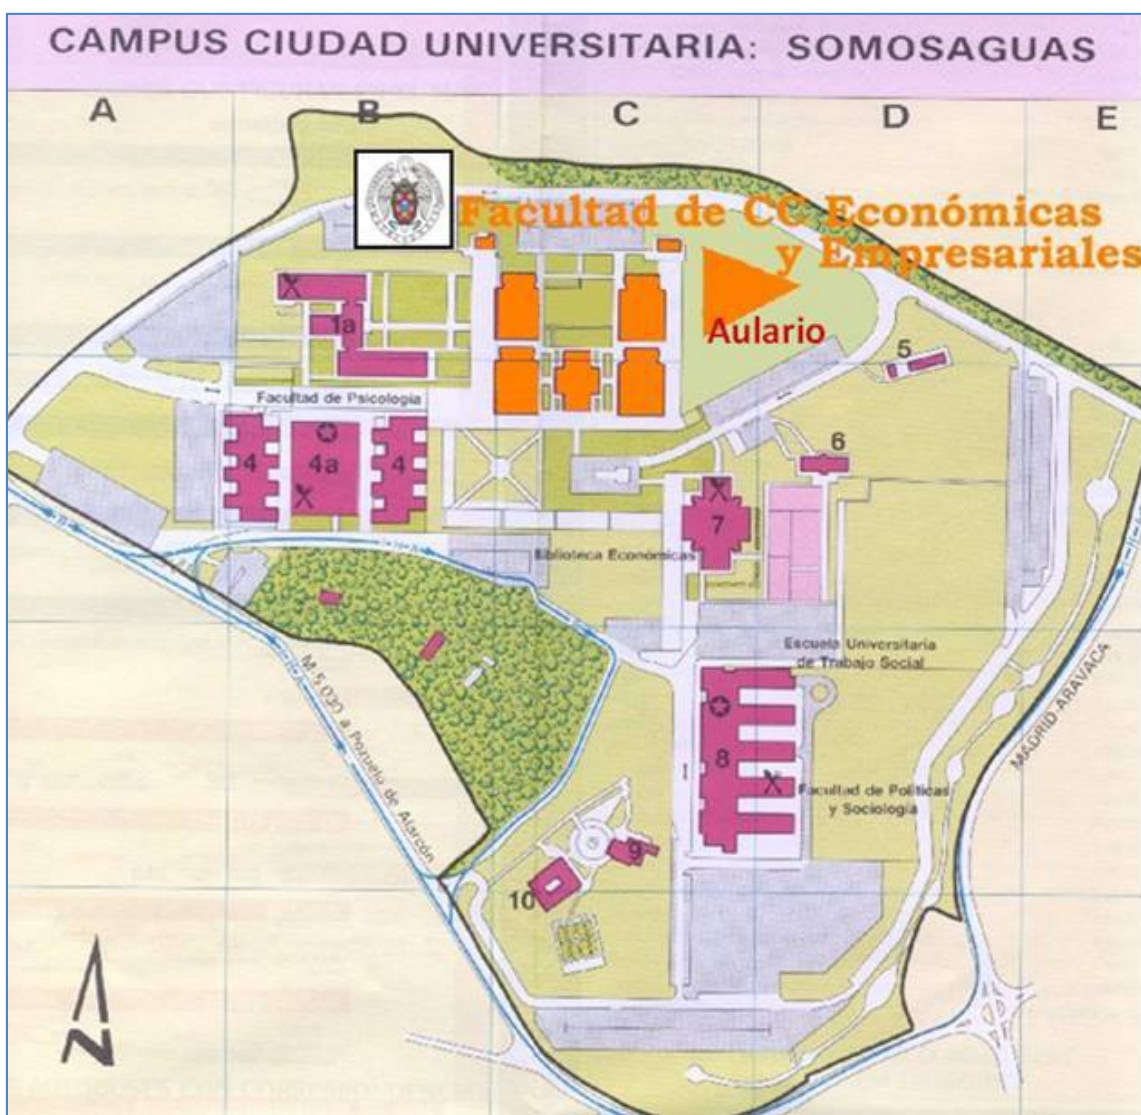 CAMPUS CIUDAD UNIVERSITARIA: SOMOSAGUAS
A B C D E
Facultad de CC Económicas
y Empresariales
Aulario
1a
5
Facultad de Psicología
6
4 4a 4
7
Biblioteca Económicas
Escuela Universitaria
de Trabajo Social
M.5.030 a Pozuelo de Alarcón
MADRID-ARAVACA
8
Facultad de Políticas
y Sociología
9
10
N